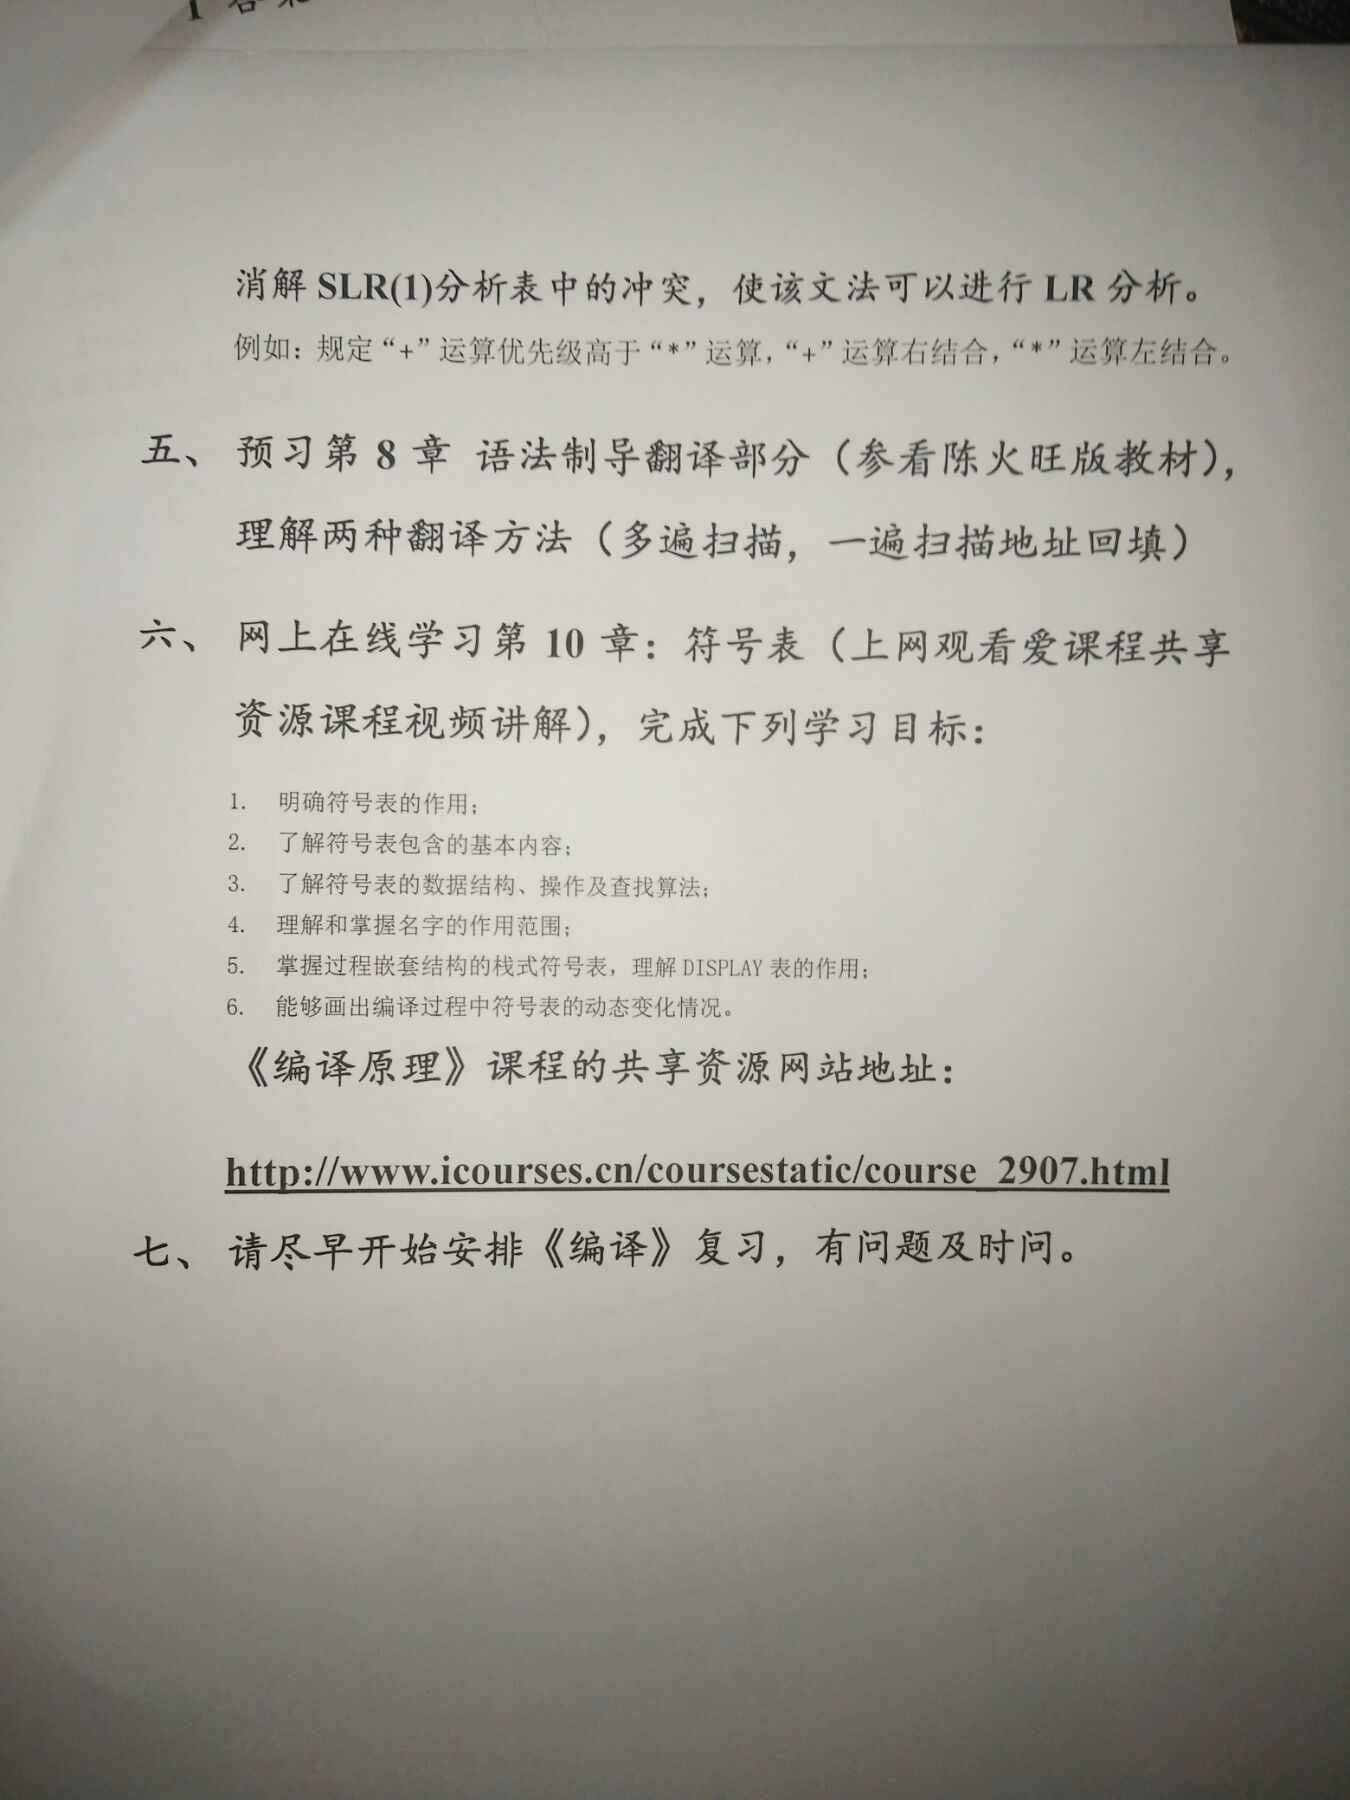 消解 SLR(1)分析表中的冲突，使该文法可以进行 LR 分析。
例如：规定“+”运算优先级高于“*”运算，“+”运算右结合，“*”运算左结合。
五、 预习第 8 章 语法制导翻译部分（参看陈火旺版教材），
理解两种翻译方法（多遍扫描，一遍扫描地址回填）
六、 网上在线学习第 10 章：符号表（上网观看爱课程共享
资源课程视频讲解），完成下列学习目标：
1. 明确符号表的作用；
2. 了解符号表包含的基本内容；
3. 了解符号表的数据结构、操作及查找算法；
4. 理解和掌握名字的作用范围；
5. 掌握过程嵌套结构的栈式符号表，理解 DISPLAY 表的作用；
6. 能够画出编译过程中符号表的动态变化情况。
《编译原理》课程的共享资源网站地址：
http://www.icourses.cn/coursestatic/course_2907.html
七、 请尽早开始安排《编译》复习，有问题及时问。